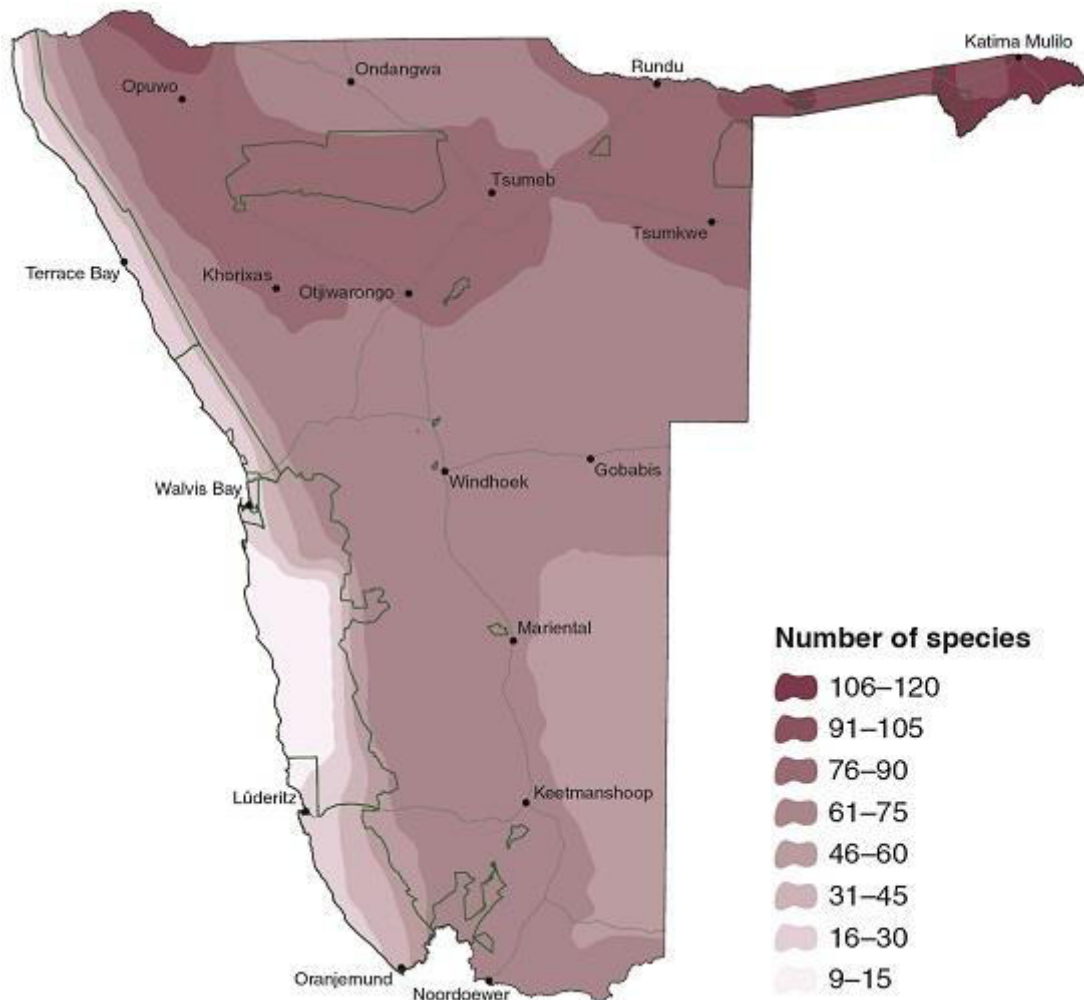 Katima Mulilo
Ondangwa
Rundu
Opuwo
Tsumeb
Tsumkwe
Terrace Bay
Khorixas
Otjiwarongo
Gobabis
Windhoek
Walvis Bay
Mariental
Number of species
106–120
91–105
76–90
61–75
46–60
31–45
16–30
9–15
Keetmanshoop
Lüderitz
Oranjemund
Noordoewer